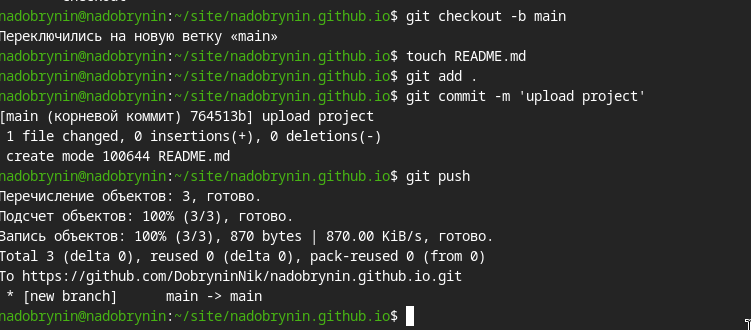 nadobrynin@nadobrynin:~/site/nadobrynin.github.io$ git checkout -b main
Переключились на новую ветку «main»
nadobrynin@nadobrynin:~/site/nadobrynin.github.io$ touch README.md
nadobrynin@nadobrynin:~/site/nadobrynin.github.io$ git add .
nadobrynin@nadobrynin:~/site/nadobrynin.github.io$ git commit -m 'upload project'
[main (корневой коммит) 764513b] upload project
 1 file changed, 0 insertions(+), 0 deletions(-)
 create mode 100644 README.md
nadobrynin@nadobrynin:~/site/nadobrynin.github.io$ git push
Перечисление объектов: 3, готово.
Подсчет объектов: 100% (3/3), готово.
Запись объектов: 100% (3/3), 870 bytes | 870.00 KiB/s, готово.
Total 3 (delta 0), reused 0 (delta 0), pack-reused 0 (from 0)
To https://github.com/DobryninNik/nadobrynin.github.io.git
 * [new branch]      main -> main
nadobrynin@nadobrynin:~/site/nadobrynin.github.io$